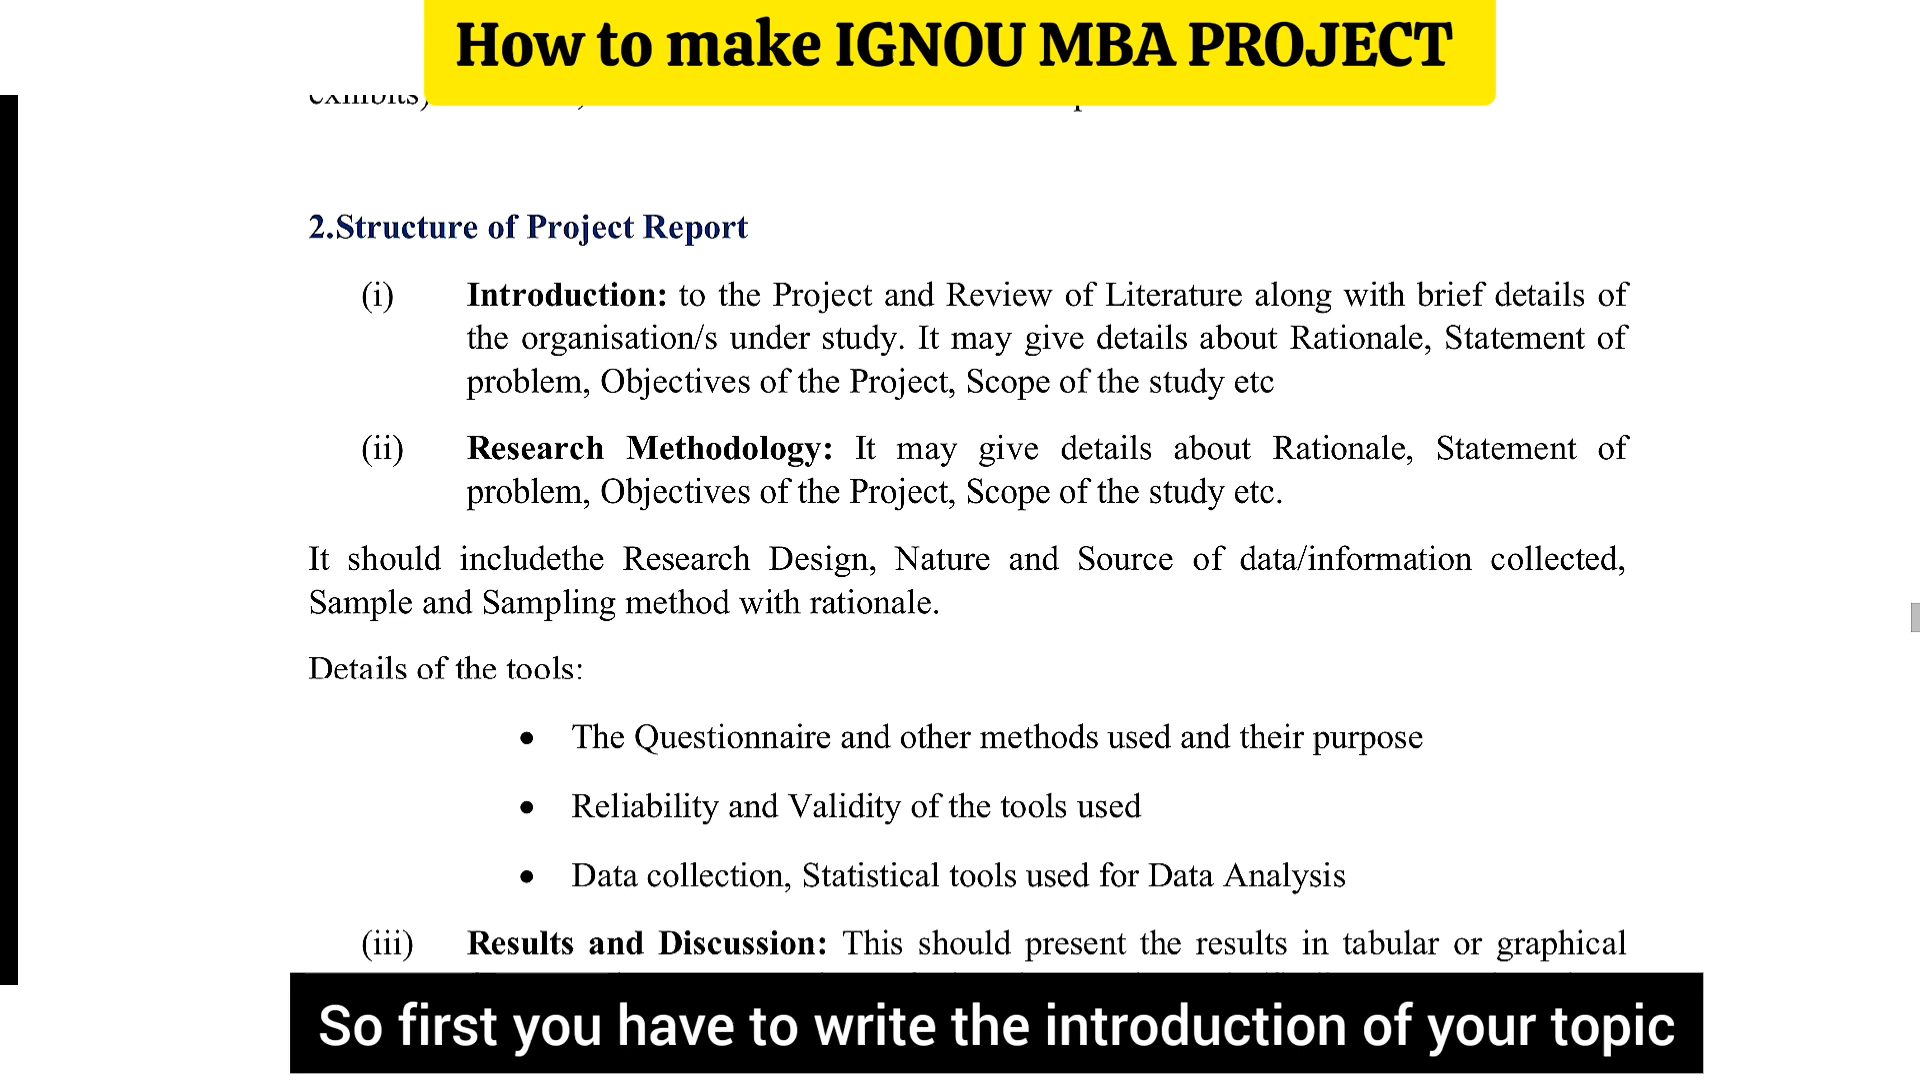 How to make IGNOU MBA PROJECT
2.Structure of Project Report
(i) Introduction: to the Project and Review of Literature along with brief details of
the organisation/s under study. It may give details about Rationale, Statement of
problem, Objectives of the Project, Scope of the study etc
(ii) Research Methodology: It may give details about Rationale, Statement of
problem, Objectives of the Project, Scope of the study etc.
It should includethe Research Design, Nature and Source of data/information collected,
Sample and Sampling method with rationale.
Details of the tools:
• The Questionnaire and other methods used and their purpose
• Reliability and Validity of the tools used
• Data collection, Statistical tools used for Data Analysis
(iii) Results and Discussion: This should present the results in tabular or graphical
So first you have to write the introduction of your topic